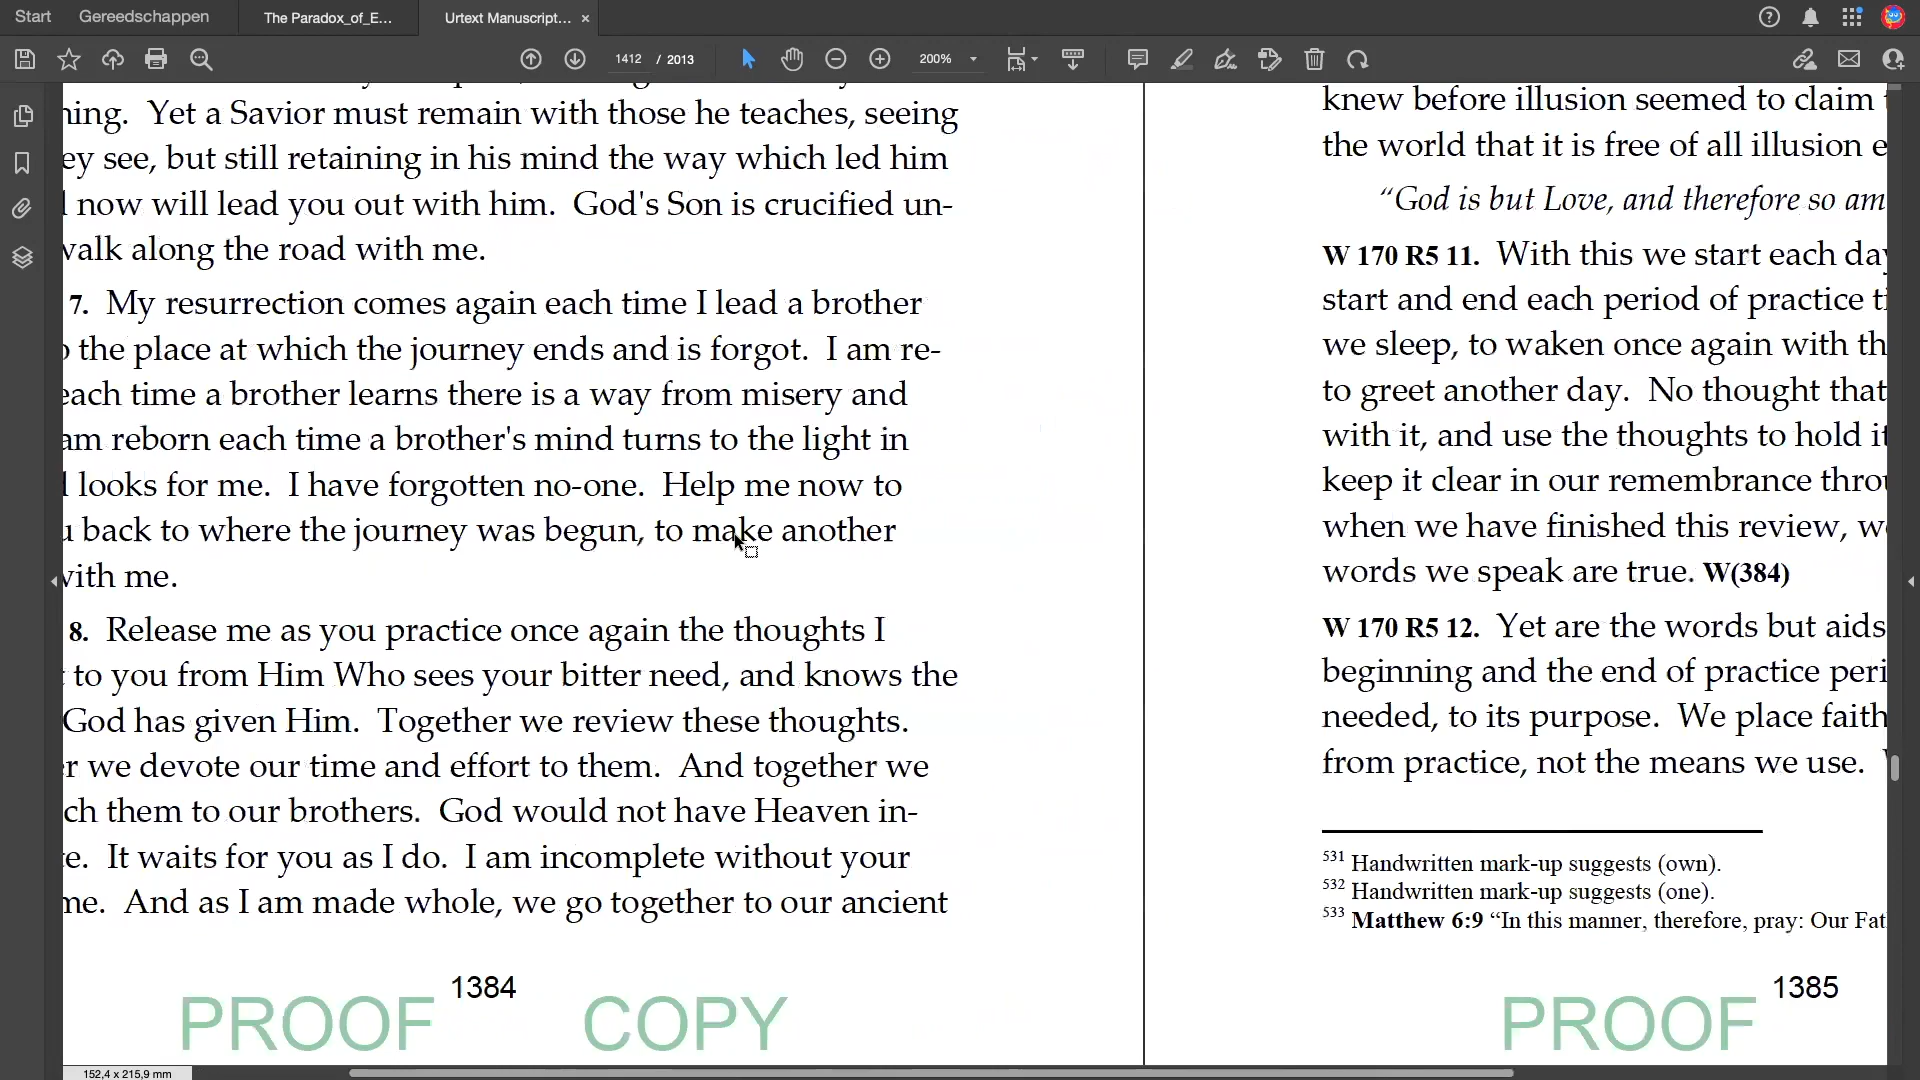 Start Gereedschappen The Paradox_of_E... Urtext Manuscript... ×
1412 / 2013 200%
ning. Yet a Savior must remain with those he teaches, seeing
ey see, but still retaining in his mind the way which led him
now will lead you out with him. God's Son is crucified un-
walk along the road with me.
7. My resurrection comes again each time I lead a brother
o the place at which the journey ends and is forgot. I am re-
each time a brother learns there is a way from misery and
am reborn each time a brother's mind turns to the light in
looks for me. I have forgotten no-one. Help me now to
u back to where the journey was begun, to make another
with me.
8. Release me as you practice once again the thoughts I
to you from Him Who sees your bitter need, and knows the
God has given Him. Together we review these thoughts.
er we devote our time and effort to them. And together we
ch them to our brothers. God would not have Heaven in-
e. It waits for you as I do. I am incomplete without your
me. And as I am made whole, we go together to our ancient
1384
PROOF COPY
knew before illusion seemed to claim
the world that it is free of all illusion e
“God is but Love, and therefore so am
W 170 R5 11. With this we start each day
start and end each period of practice ti
we sleep, to waken once again with th
to greet another day. No thought that
with it, and use the thoughts to hold it
keep it clear in our remembrance throu
when we have finished this review, we
words we speak are true. W(384)
W 170 R5 12. Yet are the words but aids
beginning and the end of practice peri
needed, to its purpose. We place faith
from practice, not the means we use.
531 Handwritten mark-up suggests (own).
532 Handwritten mark-up suggests (one).
533 Matthew 6:9 “In this manner, therefore, pray: Our Fat
1385
PROOF
152,4 x 215,9 mm